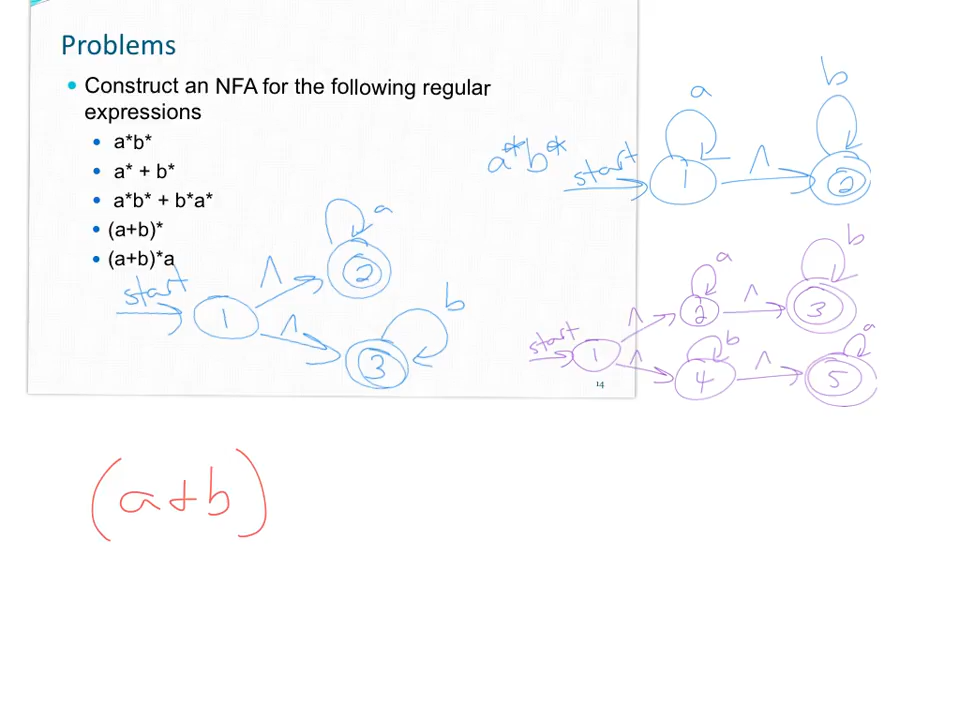 Problems
• Construct an NFA for the following regular
expressions
• a*b*
• a* + b*
• a*b* + b*a*
• (a+b)*
• (a+b)*a
14
a*b*
start
1
a
Λ
2
b
start
1
Λ
2
a
Λ
3
b
start
1
Λ
2
a
Λ
3
b
Λ
4
b
Λ
5
a
(a+b)